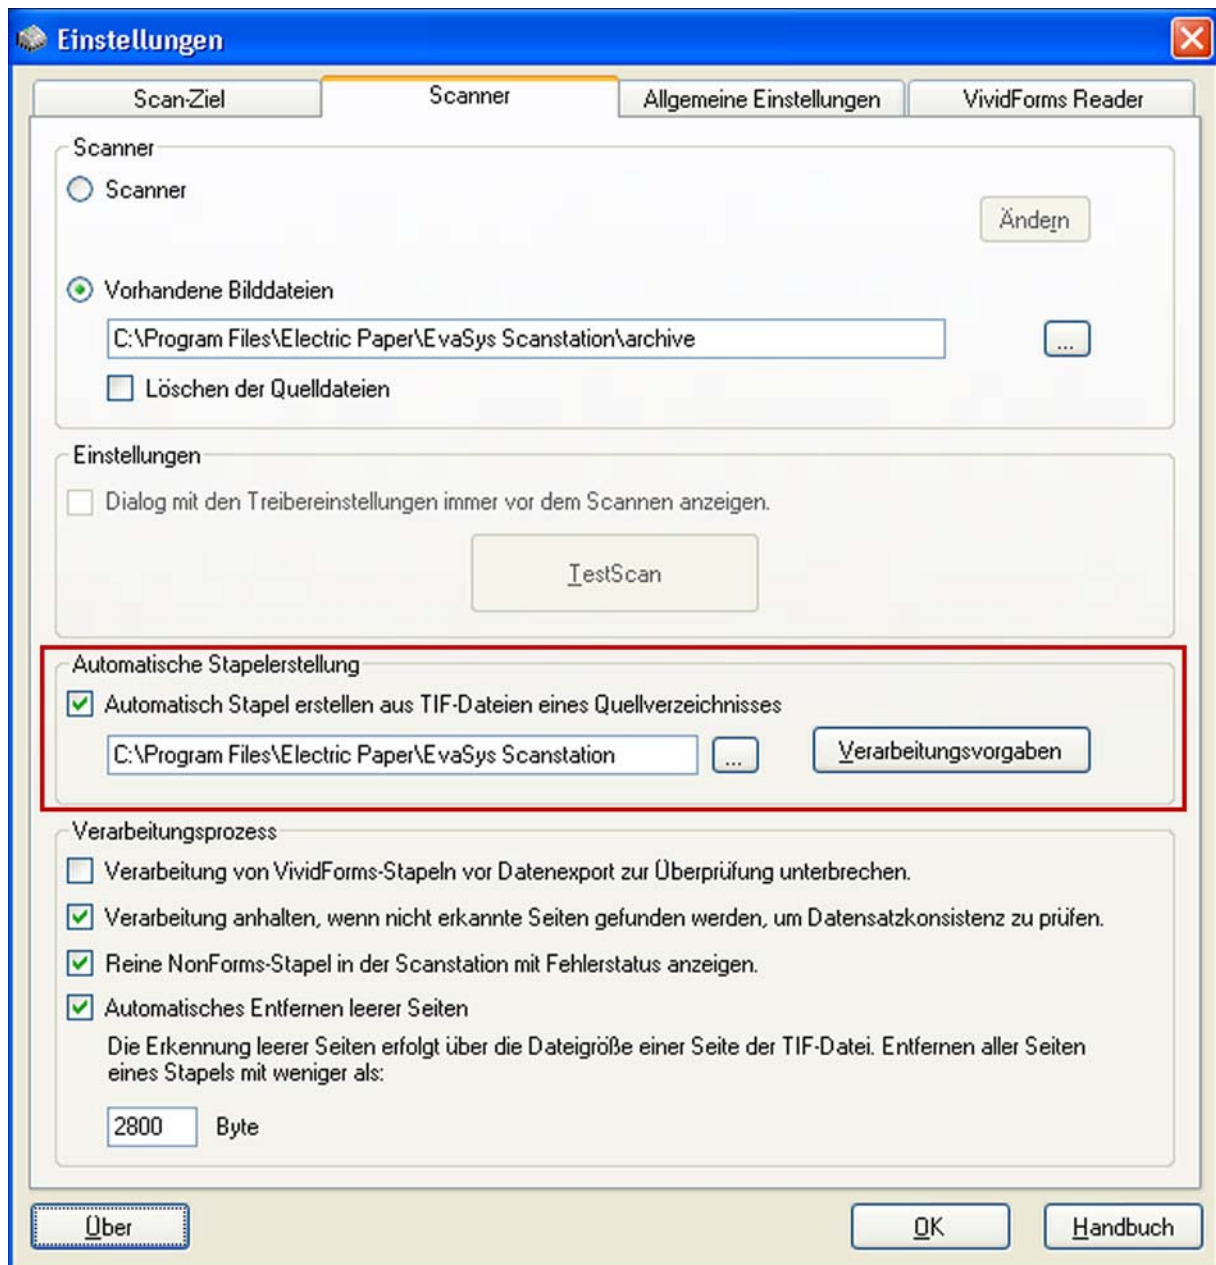 Einstellungen
Scan-Ziel
Scanner
Allgemeine Einstellungen
VividForms Reader
Scanner
Scanner
Ändern
Vorhandene Bilddateien
C:\Program Files\Electric Paper\EvaSys Scanstation\archive
...
Löschen der Quelldateien
Einstellungen
Dialog mit den Treibereinstellungen immer vor dem Scannen anzeigen.
TestScan
Automatische Stapelerstellung
Automatisch Stapel erstellen aus TIF-Dateien eines Quellverzeichnisses
C:\Program Files\Electric Paper\EvaSys Scanstation
...
Verarbeitungsvorgaben
Verarbeitungsprozess
Verarbeitung von VividForms-Stapeln vor Datenexport zur Überprüfung unterbrechen.
Verarbeitung anhalten, wenn nicht erkannte Seiten gefunden werden, um Datensatzkonsistenz zu prüfen.
Reine NonForms-Stapel in der Scanstation mit Fehlerstatus anzeigen.
Automatisches Entfernen leerer Seiten
Die Erkennung leerer Seiten erfolgt über die Dateigröße einer Seite der TIF-Datei. Entfernen aller Seiten
eines Stapels mit weniger als:
2800 Byte
Über
OK
Handbuch